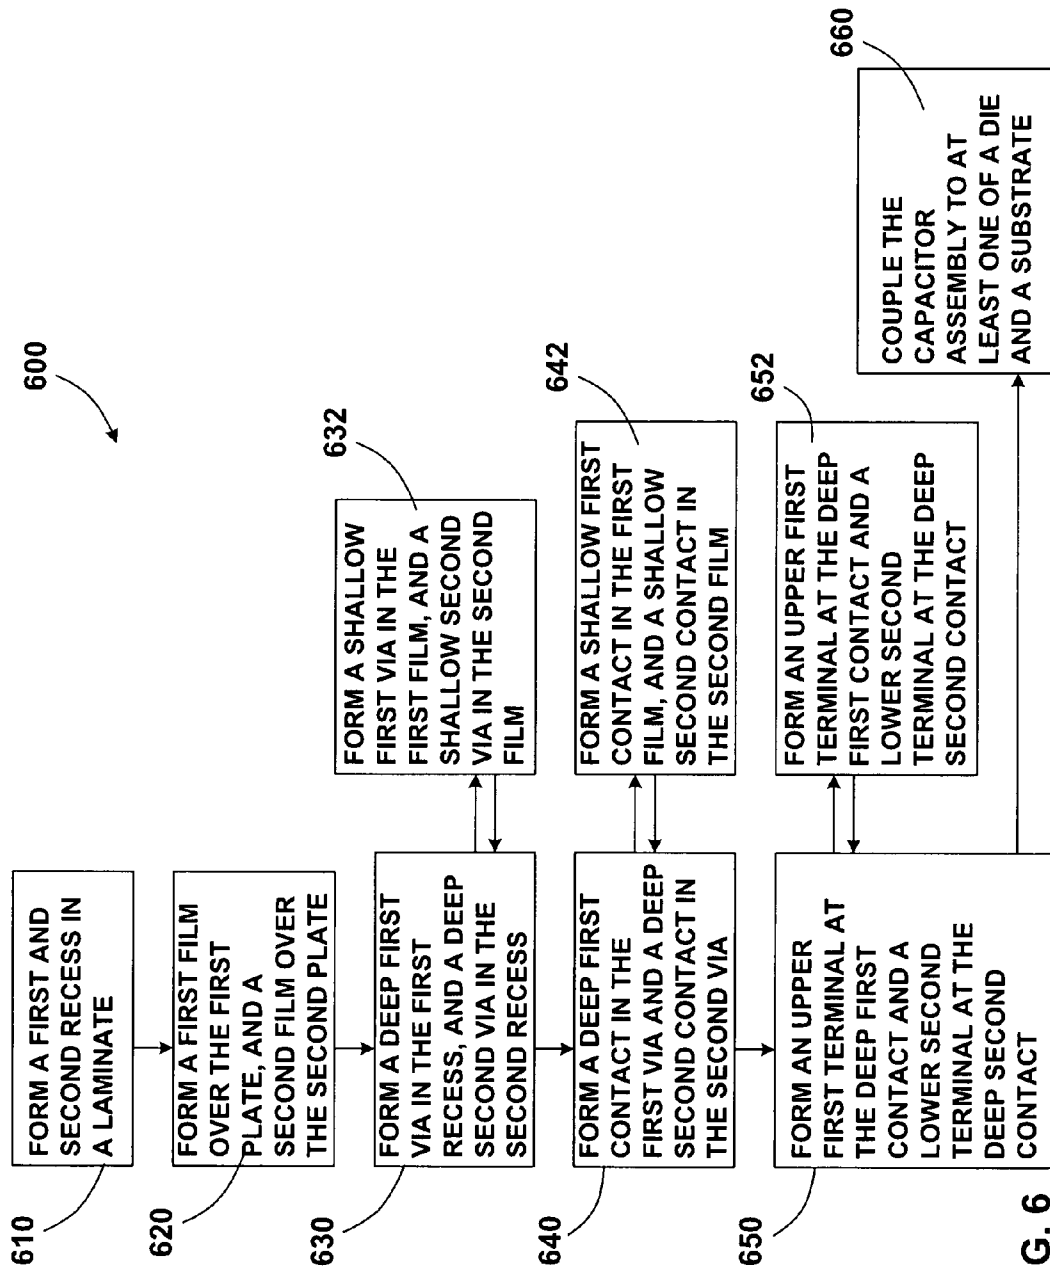 600
610
FORM A FIRST AND
SECOND RECESS IN
A LAMINATE
620
FORM A FIRST FILM
OVER THE FIRST
PLATE, AND A
SECOND FILM OVER
THE SECOND PLATE
630
FORM A DEEP FIRST
VIA IN THE FIRST
RECESS, AND A DEEP
SECOND VIA IN THE
SECOND RECESS
632
FORM A SHALLOW
FIRST VIA IN THE
FIRST FILM, AND A
SHALLOW SECOND
VIA IN THE SECOND
FILM
640
FORM A DEEP FIRST
CONTACT IN THE
FIRST VIA AND A DEEP
SECOND CONTACT IN
THE SECOND VIA
642
FORM A SHALLOW FIRST
CONTACT IN THE FIRST
FILM, AND A SHALLOW
SECOND CONTACT IN
THE SECOND FILM
650
FORM AN UPPER
FIRST TERMINAL AT
THE DEEP FIRST
CONTACT AND A
LOWER SECOND
TERMINAL AT THE
DEEP SECOND
CONTACT
652
FORM AN UPPER FIRST
TERMINAL AT THE DEEP
FIRST CONTACT AND A
LOWER SECOND
TERMINAL AT THE DEEP
SECOND CONTACT
660
COUPLE THE
CAPACITOR
ASSEMBLY TO AT
LEAST ONE OF A DIE
AND A SUBSTRATE
G. 6